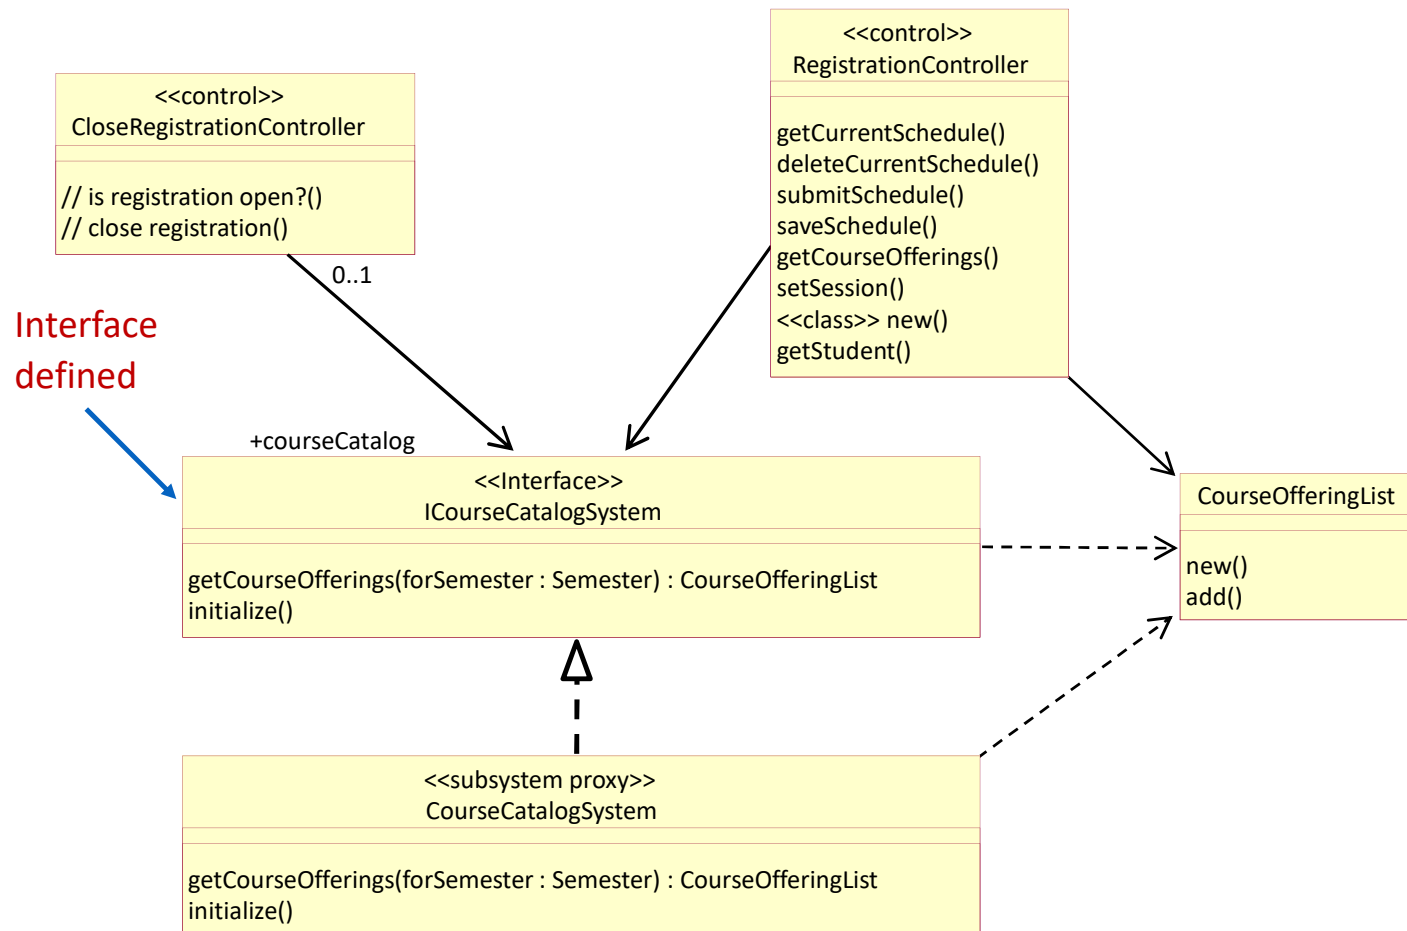 <<control>>
RegistrationController
getCurrentSchedule()
deleteCurrentSchedule()
submitSchedule()
saveSchedule()
getCourseOfferings()
setSession()
<<class>> new()
getStudent()
<<control>>
CloseRegistrationController
// is registration open?()
// close registration()
0..1
Interface
defined
+courseCatalog
<<Interface>>
ICourseCatalogSystem
getCourseOfferings(forSemester : Semester) : CourseOfferingList
initialize()
CourseOfferingList
new()
add()
<<subsystem proxy>>
CourseCatalogSystem
getCourseOfferings(forSemester : Semester) : CourseOfferingList
initialize()